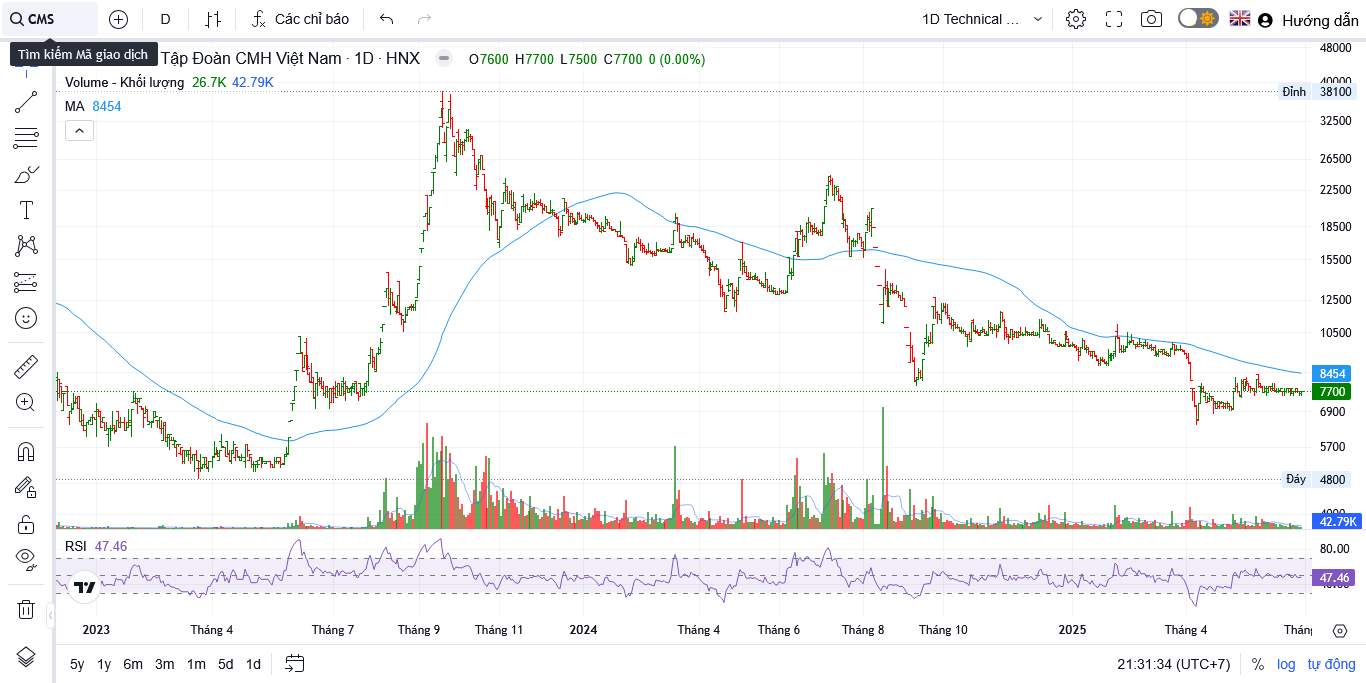 CMS
D
Các chỉ báo
1D Technical ...
Hướng dẫn
Tìm kiếm Mã giao dịch
Tập Đoàn CMH Việt Nam · 1D · HNX
O7600 H7700 L7500 C7700 0 (0.00%)
Volume - Khối lượng 26.7K 42.79K
MA 8454
48000
40000
Đỉnh 38100
32500
26500
22500
18500
15500
12500
10500
8454
7700
6900
5700
Đáy 4800
4000
42.79K
RSI 47.46
80.00
47.46
2023 Tháng 4 Tháng 7 Tháng 9 Tháng 11 2024 Tháng 4 Tháng 6 Tháng 8 Tháng 10 2025 Tháng 4 Tháng
5y 1y 6m 3m 1m 5d 1d
21:31:34 (UTC+7) % log tự động